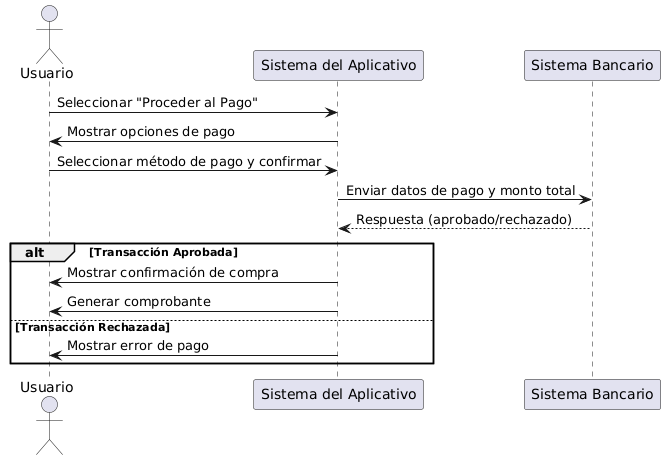 Usuario
Sistema del Aplicativo
Sistema Bancario
Seleccionar "Proceder al Pago"
Mostrar opciones de pago
Seleccionar método de pago y confirmar
Enviar datos de pago y monto total
Respuesta (aprobado/rechazado)
alt [Transacción Aprobada]
Mostrar confirmación de compra
Generar comprobante
[Transacción Rechazada]
Mostrar error de pago
Usuario
Sistema del Aplicativo
Sistema Bancario